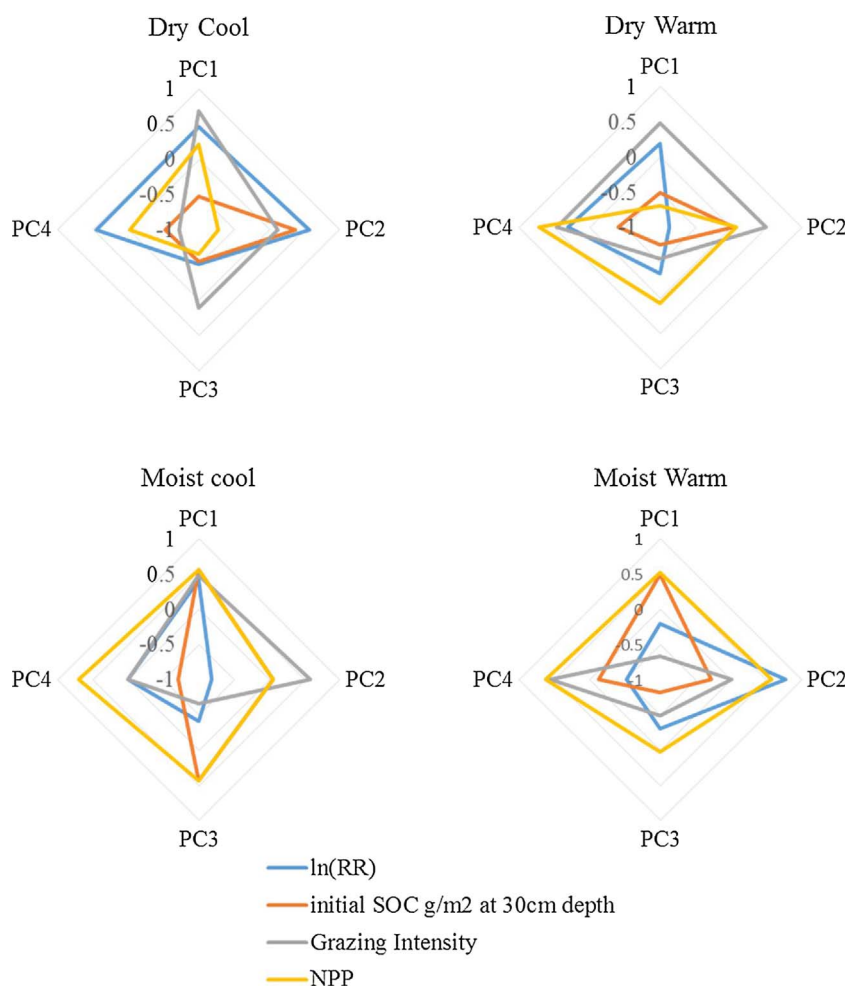 Dry Cool
PC1
1
0.5
0
-0.5
-1
PC4
PC2
PC3
Dry Warm
PC1
1
0.5
0
-0.5
-1
PC4
PC2
PC3
Moist cool
PC1
1
0.5
0
-0.5
-1
PC4
PC2
PC3
Moist Warm
PC1
1
0.5
0
-0.5
-1
PC4
PC2
PC3
ln(RR)
initial SOC g/m2 at 30cm depth
Grazing Intensity
NPP